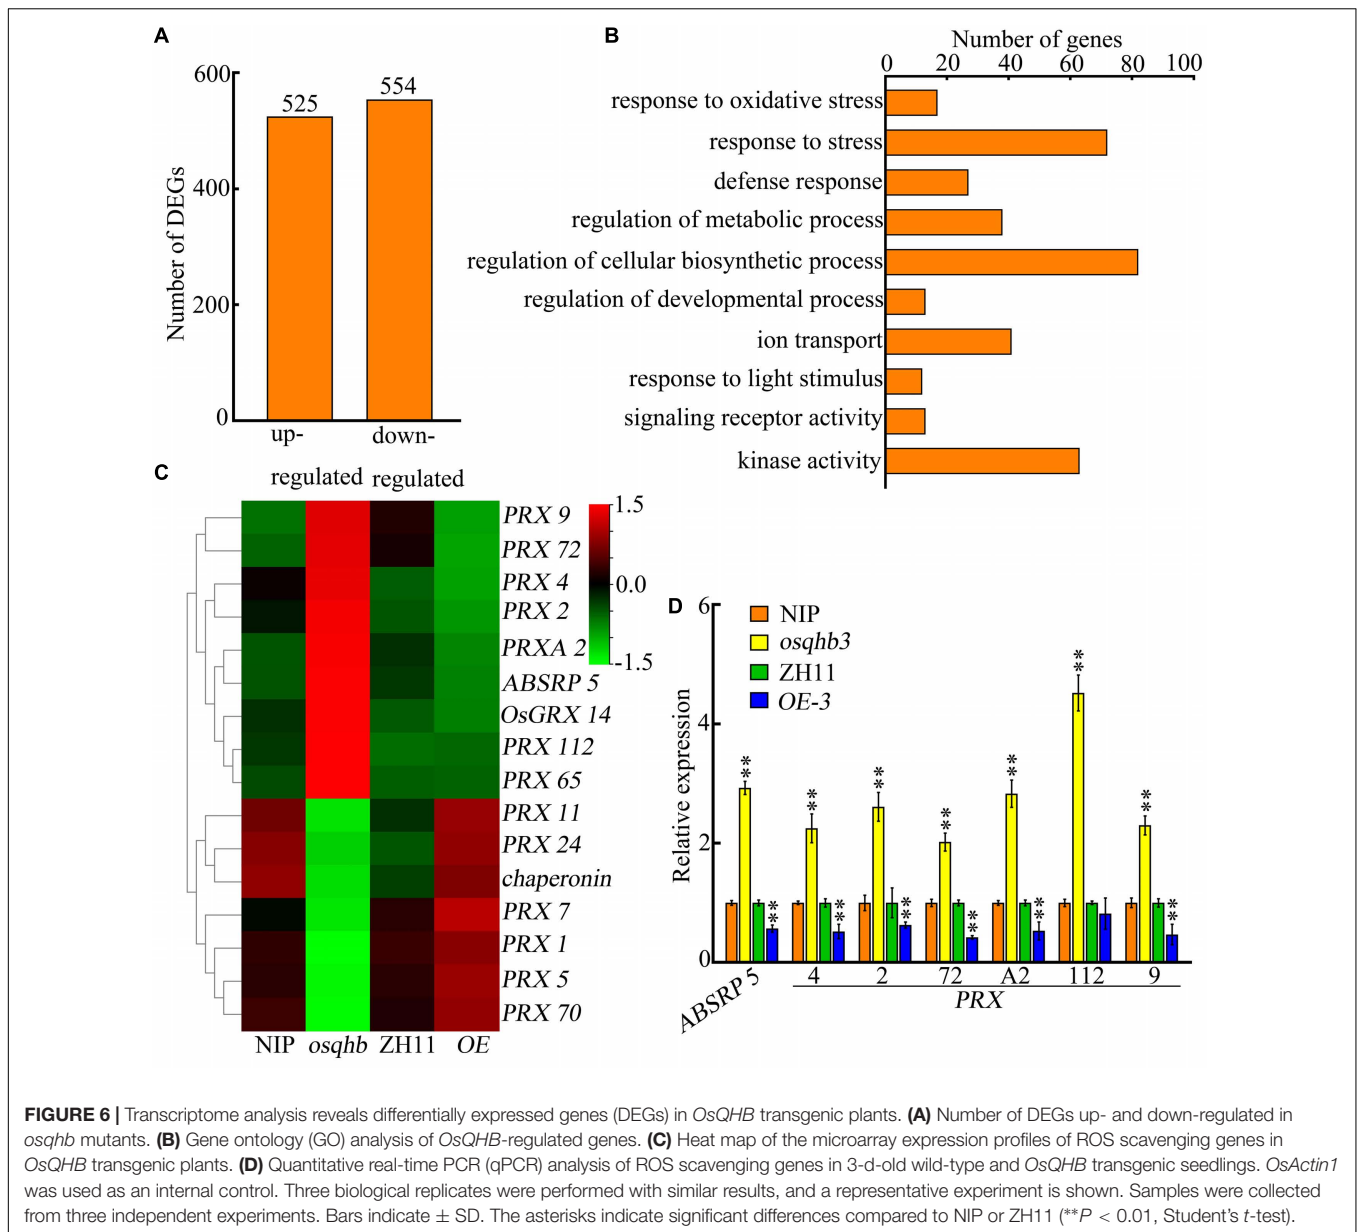 A
600
400
200
0
Number of DEGs
525
554
up-
regulated
down-
regulated
B
Number of genes
0 20 40 60 80 100
response to oxidative stress
response to stress
defense response
regulation of metabolic process
regulation of cellular biosynthetic process
regulation of developmental process
ion transport
response to light stimulus
signaling receptor activity
kinase activity
C
PRX 9
PRX 72
PRX 4
PRX 2
PRXA 2
ABSRP 5
OsGRX 14
PRX 112
PRX 65
PRX 11
PRX 24
chaperonin
PRX 7
PRX 1
PRX 5
PRX 70
NIP osqhb ZH11 OE
1.5
0.0
-1.5
D
6
4
2
0
Relative expression
NIP
osqhb3
ZH11
OE-3
** ** ** ** ** ** **
** ** ** ** ** **
ABSRP 5 4 2 72 A2 112 9
PRX
FIGURE 6 | Transcriptome analysis reveals differentially expressed genes (DEGs) in OsQHB transgenic plants. (A) Number of DEGs up- and down-regulated in
osqhb mutants. (B) Gene ontology (GO) analysis of OsQHB-regulated genes. (C) Heat map of the microarray expression profiles of ROS scavenging genes in
OsQHB transgenic plants. (D) Quantitative real-time PCR (qPCR) analysis of ROS scavenging genes in 3-d-old wild-type and OsQHB transgenic seedlings. OsActin1
was used as an internal control. Three biological replicates were performed with similar results, and a representative experiment is shown. Samples were collected
from three independent experiments. Bars indicate ± SD. The asterisks indicate significant differences compared to NIP or ZH11 (**P < 0.01, Student's t-test).